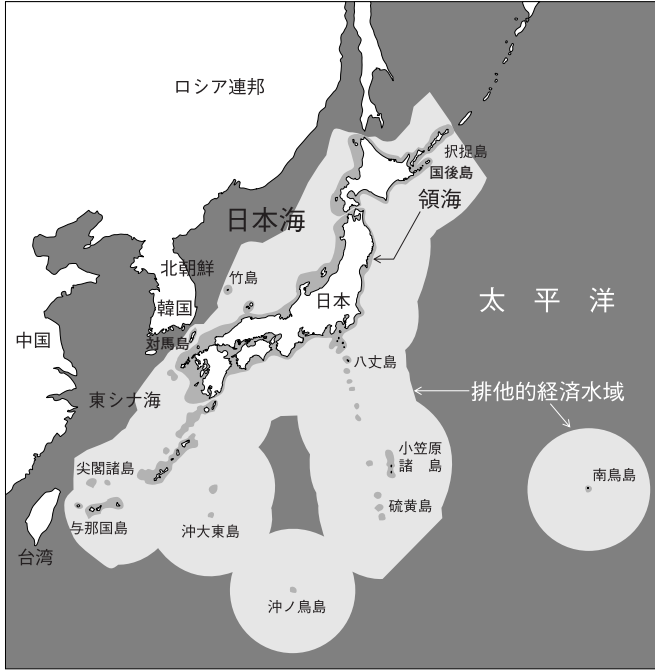 ロシア連邦
択捉島
国後島
領海
日本海
北朝鮮
竹島
太平洋
韓国
日本
中国
対馬島
八丈島
排他的経済水域
東シナ海
小笠原
諸島
尖閣諸島
南鳥島
硫黄島
与那国島
沖大東島
台湾
沖ノ鳥島